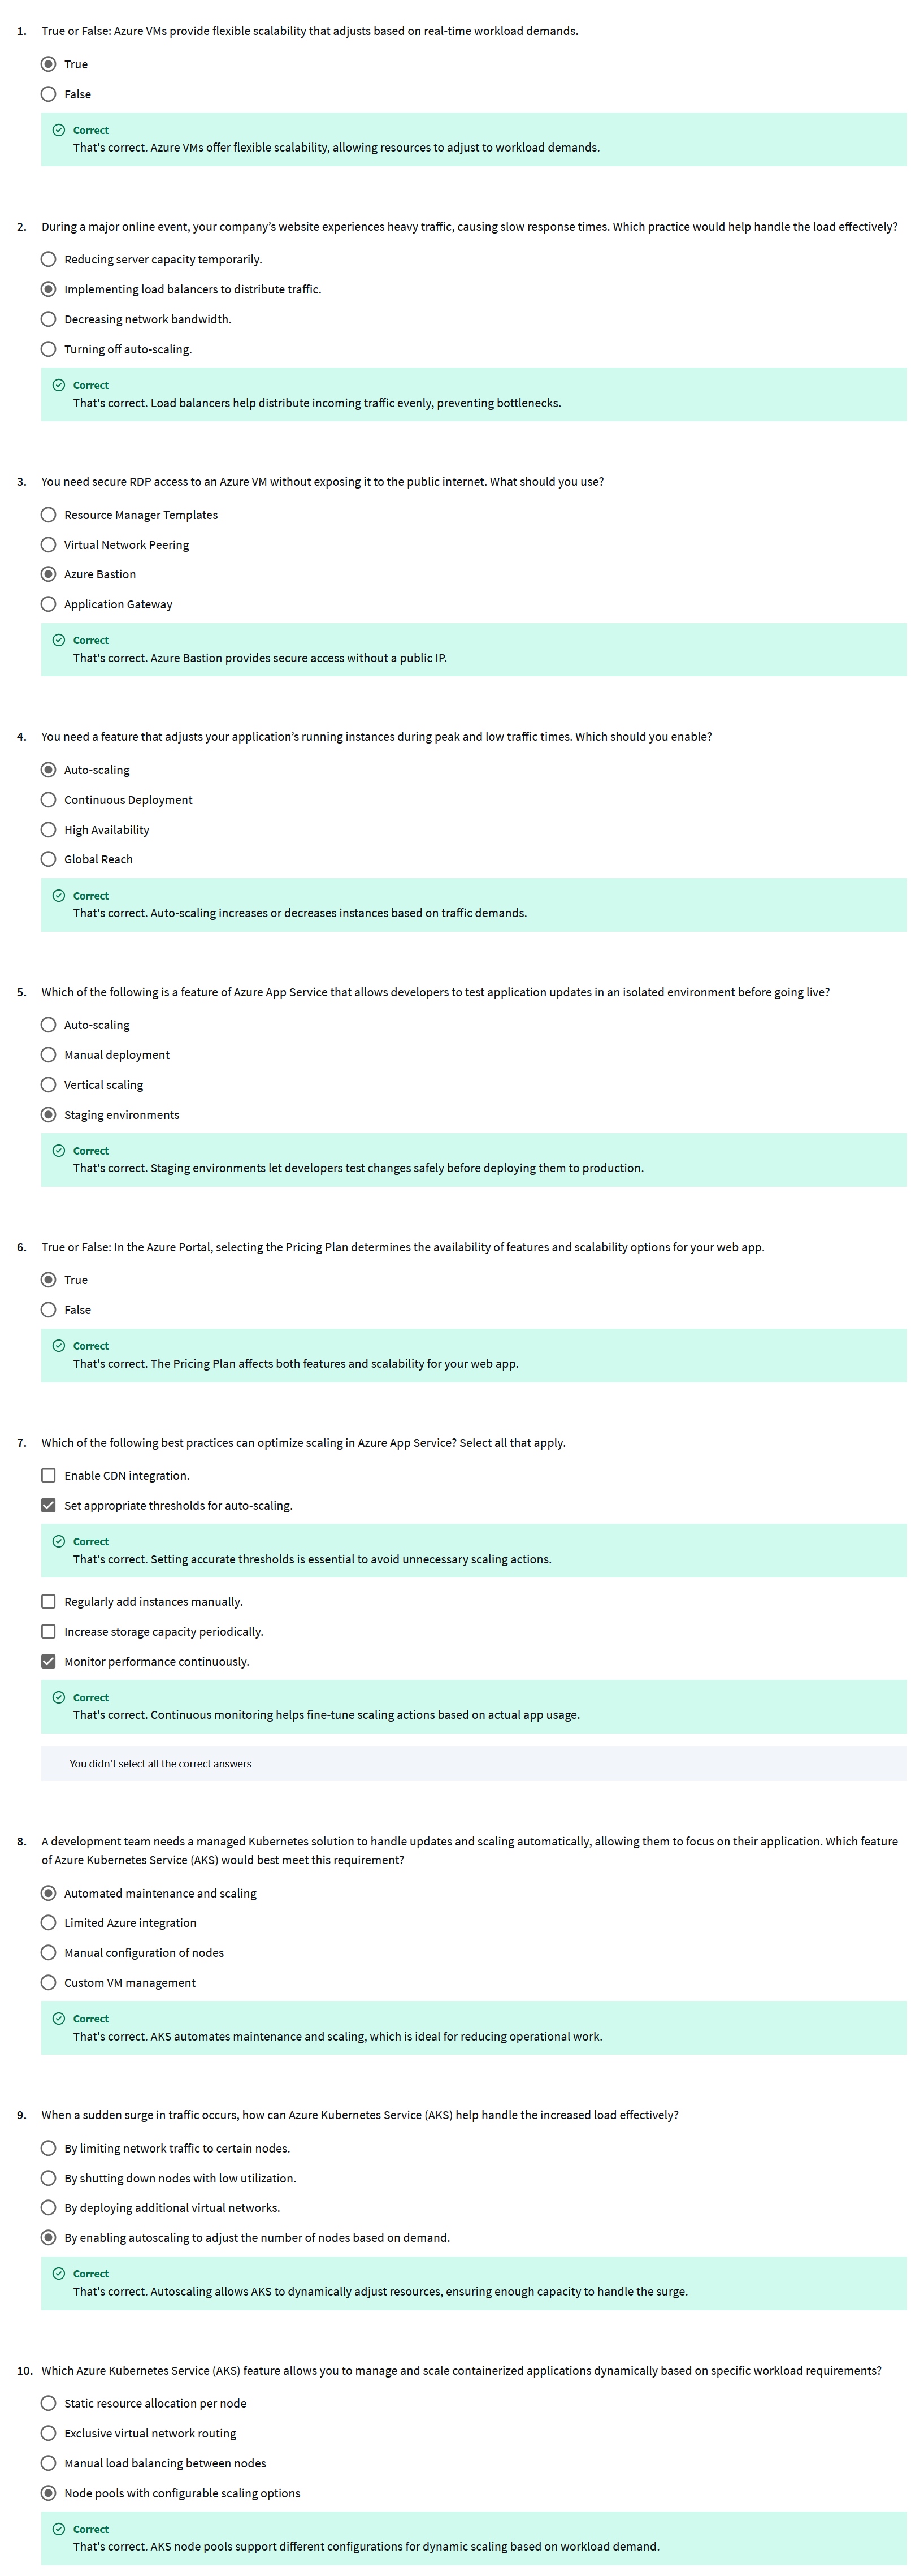 1. True or False: Azure VMs provide flexible scalability that adjusts based on real-time workload demands.
True
False
Correct
That's correct. Azure VMs offer flexible scalability, allowing resources to adjust to workload demands.
2. During a major online event, your company's website experiences heavy traffic, causing slow response times. Which practice would help handle the load effectively?
Reducing server capacity temporarily.
Implementing load balancers to distribute traffic.
Decreasing network bandwidth.
Turning off auto-scaling.
Correct
That's correct. Load balancers help distribute incoming traffic evenly, preventing bottlenecks.
3. You need secure RDP access to an Azure VM without exposing it to the public internet. What should you use?
Resource Manager Templates
Virtual Network Peering
Azure Bastion
Application Gateway
Correct
That's correct. Azure Bastion provides secure access without a public IP.
4. You need a feature that adjusts your application's running instances during peak and low traffic times. Which should you enable?
Auto-scaling
Continuous Deployment
High Availability
Global Reach
Correct
That's correct. Auto-scaling increases or decreases instances based on traffic demands.
5. Which of the following is a feature of Azure App Service that allows developers to test application updates in an isolated environment before going live?
Auto-scaling
Manual deployment
Vertical scaling
Staging environments
Correct
That's correct. Staging environments let developers test changes safely before deploying them to production.
6. True or False: In the Azure Portal, selecting the Pricing Plan determines the availability of features and scalability options for your web app.
True
False
Correct
That's correct. The Pricing Plan affects both features and scalability for your web app.
7. Which of the following best practices can optimize scaling in Azure App Service? Select all that apply.
Enable CDN integration.
Set appropriate thresholds for auto-scaling.
Correct
That's correct. Setting accurate thresholds is essential to avoid unnecessary scaling actions.
Regularly add instances manually.
Increase storage capacity periodically.
Monitor performance continuously.
Correct
That's correct. Continuous monitoring helps fine-tune scaling actions based on actual app usage.
You didn't select all the correct answers
8. A development team needs a managed Kubernetes solution to handle updates and scaling automatically, allowing them to focus on their application. Which feature
of Azure Kubernetes Service (AKS) would best meet this requirement?
Automated maintenance and scaling
Limited Azure integration
Manual configuration of nodes
Custom VM management
Correct
That's correct. AKS automates maintenance and scaling, which is ideal for reducing operational work.
9. When a sudden surge in traffic occurs, how can Azure Kubernetes Service (AKS) help handle the increased load effectively?
By limiting network traffic to certain nodes.
By shutting down nodes with low utilization.
By deploying additional virtual networks.
By enabling autoscaling to adjust the number of nodes based on demand.
Correct
That's correct. Autoscaling allows AKS to dynamically adjust resources, ensuring enough capacity to handle the surge.
10. Which Azure Kubernetes Service (AKS) feature allows you to manage and scale containerized applications dynamically based on specific workload requirements?
Static resource allocation per node
Exclusive virtual network routing
Manual load balancing between nodes
Node pools with configurable scaling options
Correct
That's correct. AKS node pools support different configurations for dynamic scaling based on workload demand.